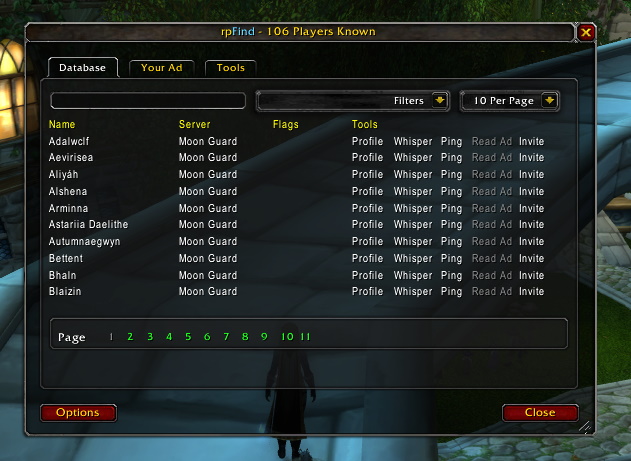 rpFind - 106 Players Known
Database Your Ad Tools
Filters 10 Per Page
Name Server Flags Tools
Adalwclf Moon Guard Profile Whisper Ping Read Ad Invite
Aevirisea Moon Guard Profile Whisper Ping Read Ad Invite
Aliyáh Moon Guard Profile Whisper Ping Read Ad Invite
Alshena Moon Guard Profile Whisper Ping Read Ad Invite
Arminna Moon Guard Profile Whisper Ping Read Ad Invite
Astariia Daelithe Moon Guard Profile Whisper Ping Read Ad Invite
Autumnaegwyn Moon Guard Profile Whisper Ping Read Ad Invite
Bettent Moon Guard Profile Whisper Ping Read Ad Invite
Bhaln Moon Guard Profile Whisper Ping Read Ad Invite
Blaizin Moon Guard Profile Whisper Ping Read Ad Invite
Page 1 2 3 4 5 6 7 8 9 10 11
Options Close